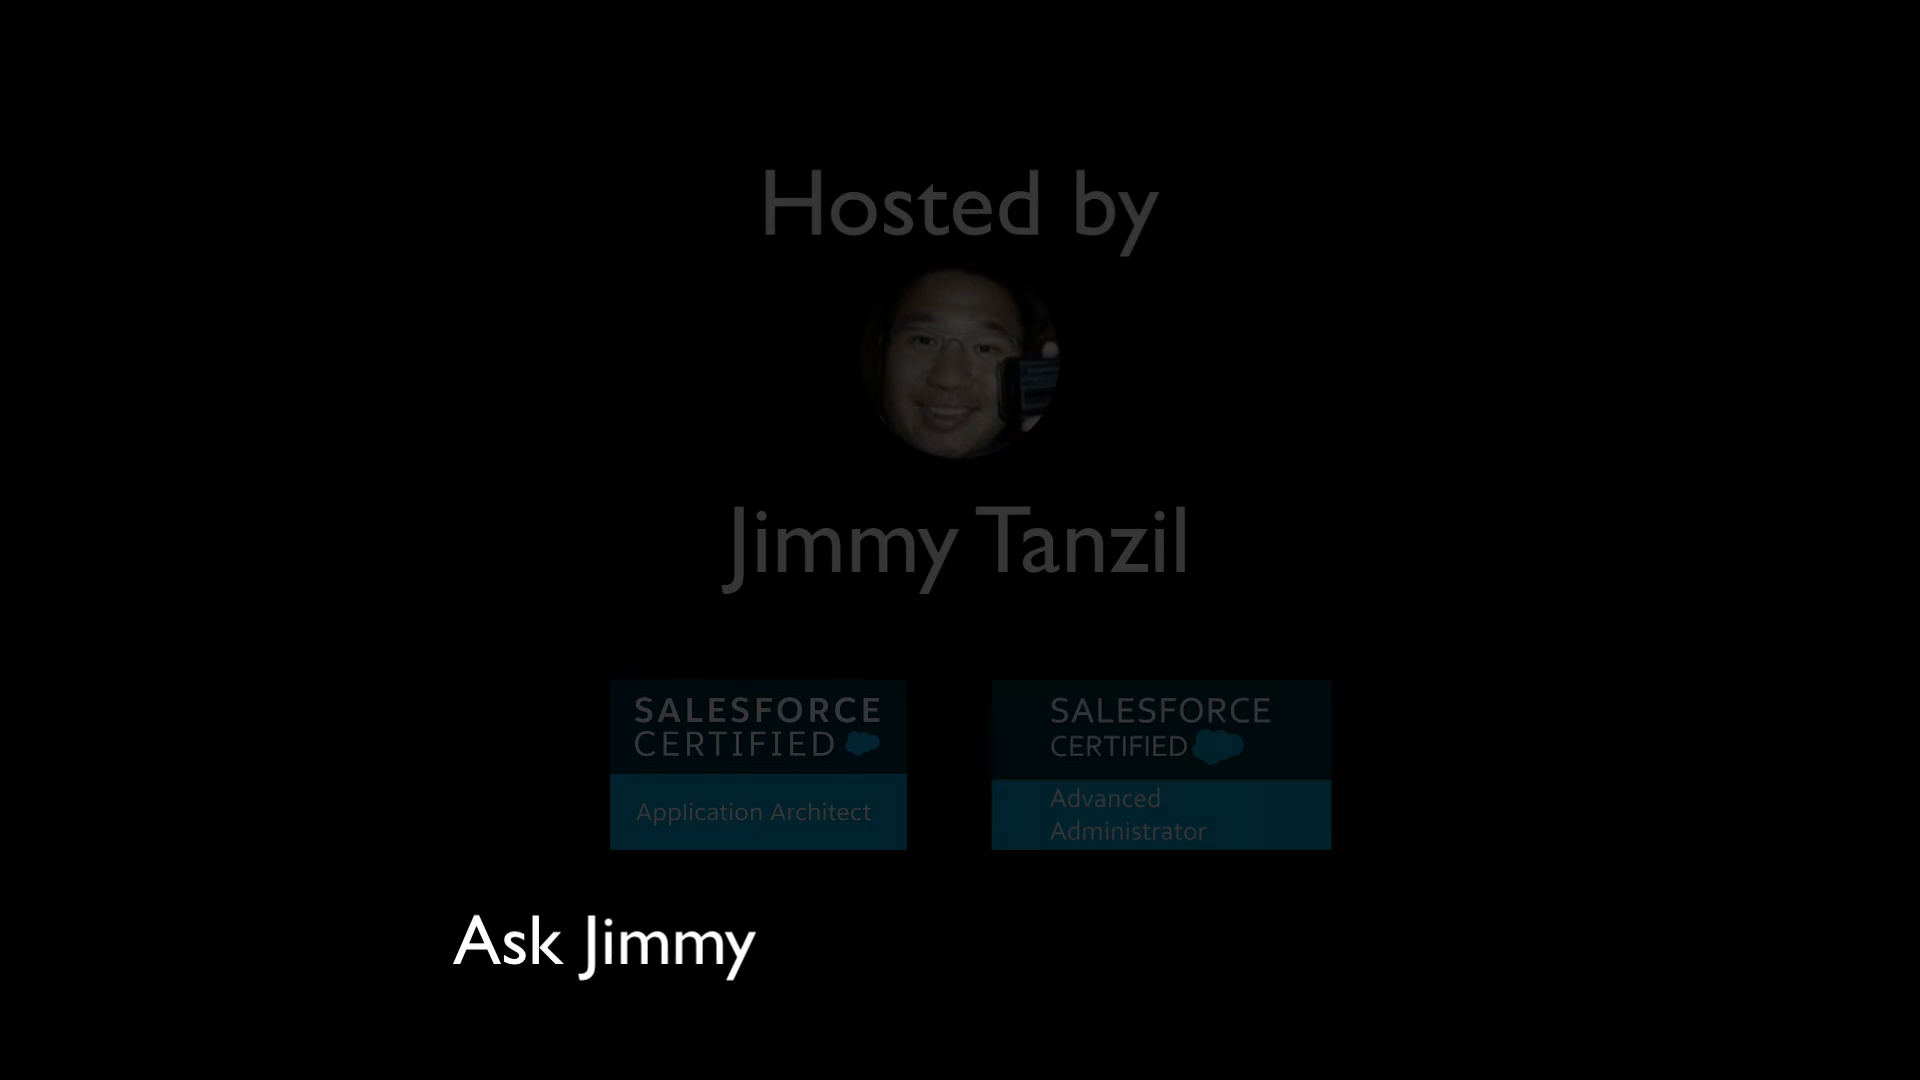 Hosted by
Jimmy Tanzil
SALESFORCE
CERTIFIED
Application Architect
SALESFORCE
CERTIFIED
Advanced
Administrator
Ask Jimmy